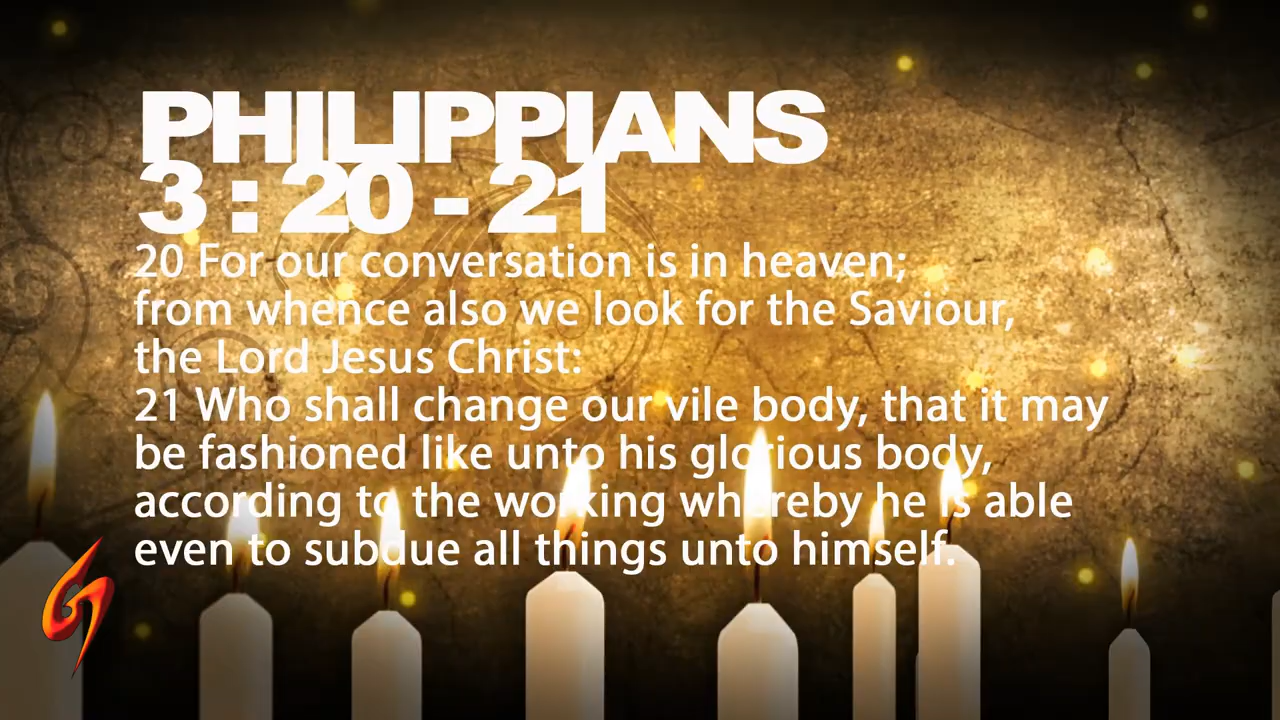 PHILIPPIANS
3 : 20 - 21
20 For our conversation is in heaven;
from whence also we look for the Saviour,
the Lord Jesus Christ:
21 Who shall change our vile body, that it may
be fashioned like unto his glorious body,
according to the working whereby he is able
even to subdue all things unto himself.